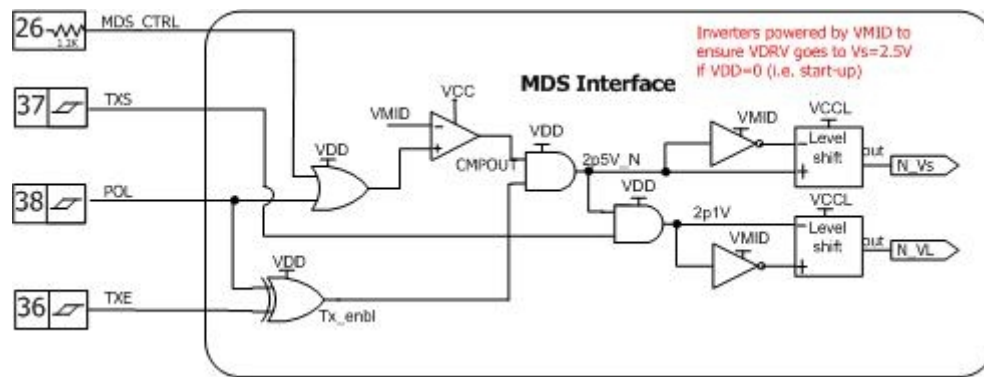 26
1.2K
MDS_CTRL
Inverters powered by VMID to
ensure VDRV goes to Vs=2.5V
if VDD=0 (i.e. start-up)
MDS Interface
37
TXS
VCC
VMID
VDD
CMPOUT
VDD
2p5V_N
VMID
VCCL
Level
shift
out
N_Vs
38
POL
VDD
2p1V
VMID
VCCL
Level
shift
out
N_VL
36
TXE
VDD
Tx_enbl